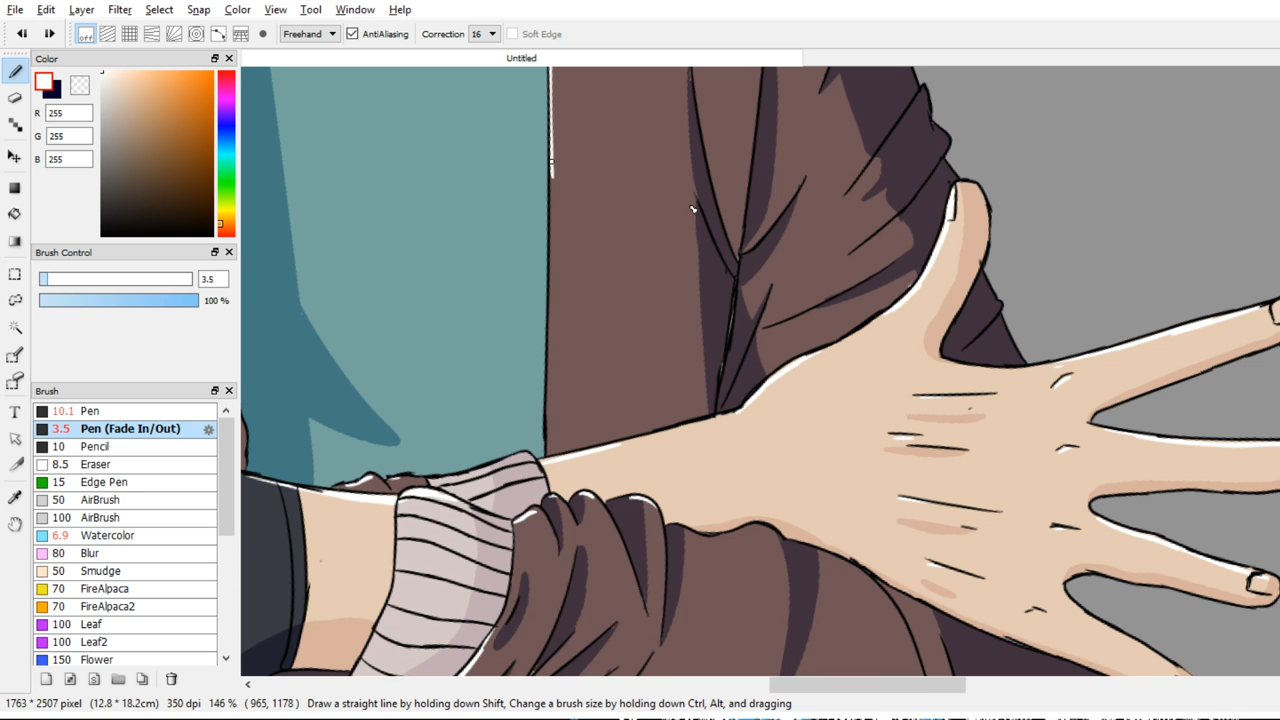 File Edit Layer Filter Select Snap Color View Tool Window Help
off Freehand AntiAliasing Correction 16 Soft Edge
Untitled
Color
R 255
G 255
B 255
Brush Control
3.5
100 %
Brush
10.1 Pen
3.5 Pen (Fade In/Out)
10 Pencil
8.5 Eraser
15 Edge Pen
50 AirBrush
100 AirBrush
6.9 Watercolor
80 Blur
50 Smudge
70 FireAlpaca
70 FireAlpaca2
100 Leaf
100 Leaf2
150 Flower
T
1763 * 2507 pixel (12.8 * 18.2cm) 350 dpi 146 % ( 965, 1178 ) Draw a straight line by holding down Shift, Change a brush size by holding down Ctrl, Alt, and dragging